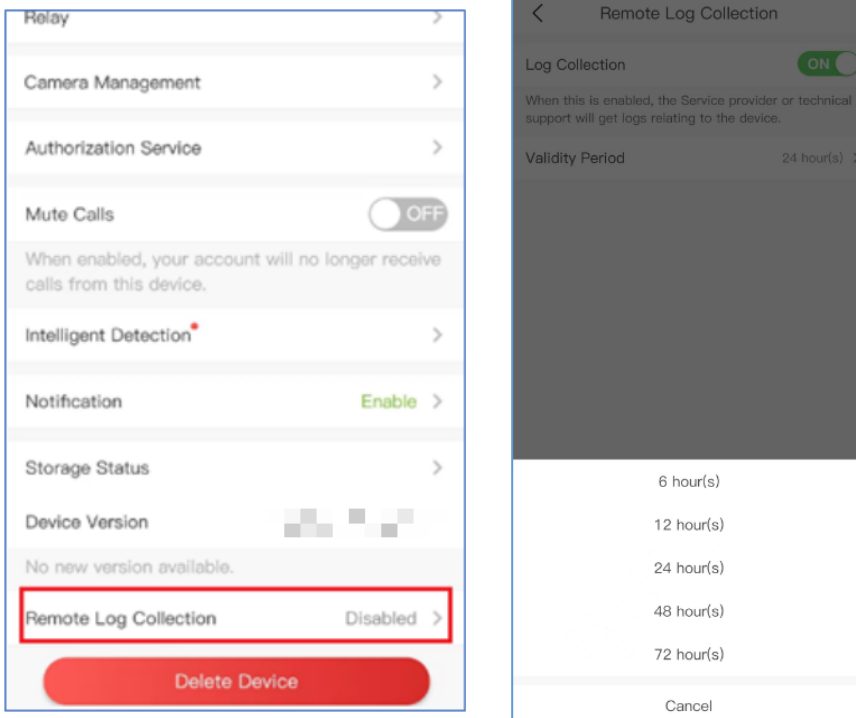 Relay
Camera Management
Authorization Service
Mute Calls
OFF
When enabled, your account will no longer receive
calls from this device.
Intelligent Detection
Notification
Enable
Storage Status
Device Version
No new version available.
Remote Log Collection
Disabled
Delete Device
Remote Log Collection
Log Collection
ON
When this is enabled, the Service provider or technical
support will get logs relating to the device.
Validity Period
24 hour(s)
6 hour(s)
12 hour(s)
24 hour(s)
48 hour(s)
72 hour(s)
Cancel